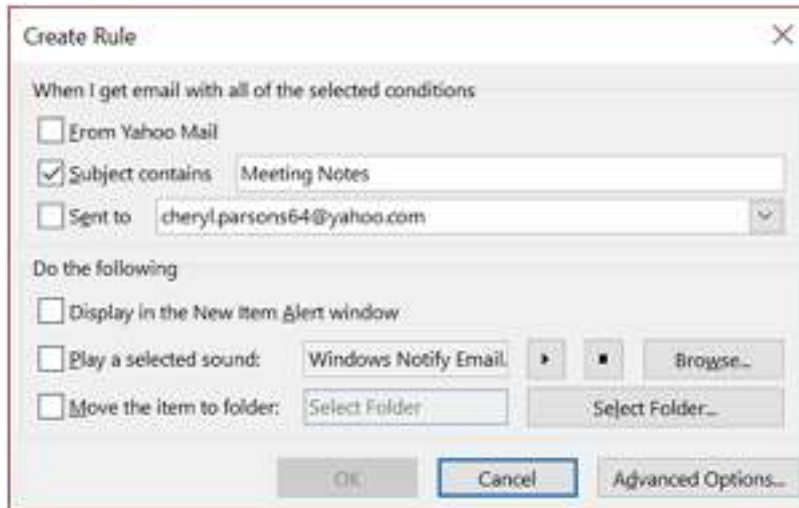 Create Rule
When I get email with all of the selected conditions
From Yahoo Mail
Subject contains Meeting Notes
Sent to cheryl.parsons64@yahoo.com
Do the following
Display in the New Item Alert window
Play a selected sound: Windows Notify Email. Browse...
Move the item to folder: Select Folder Select Folder...
OK Cancel Advanced Options...